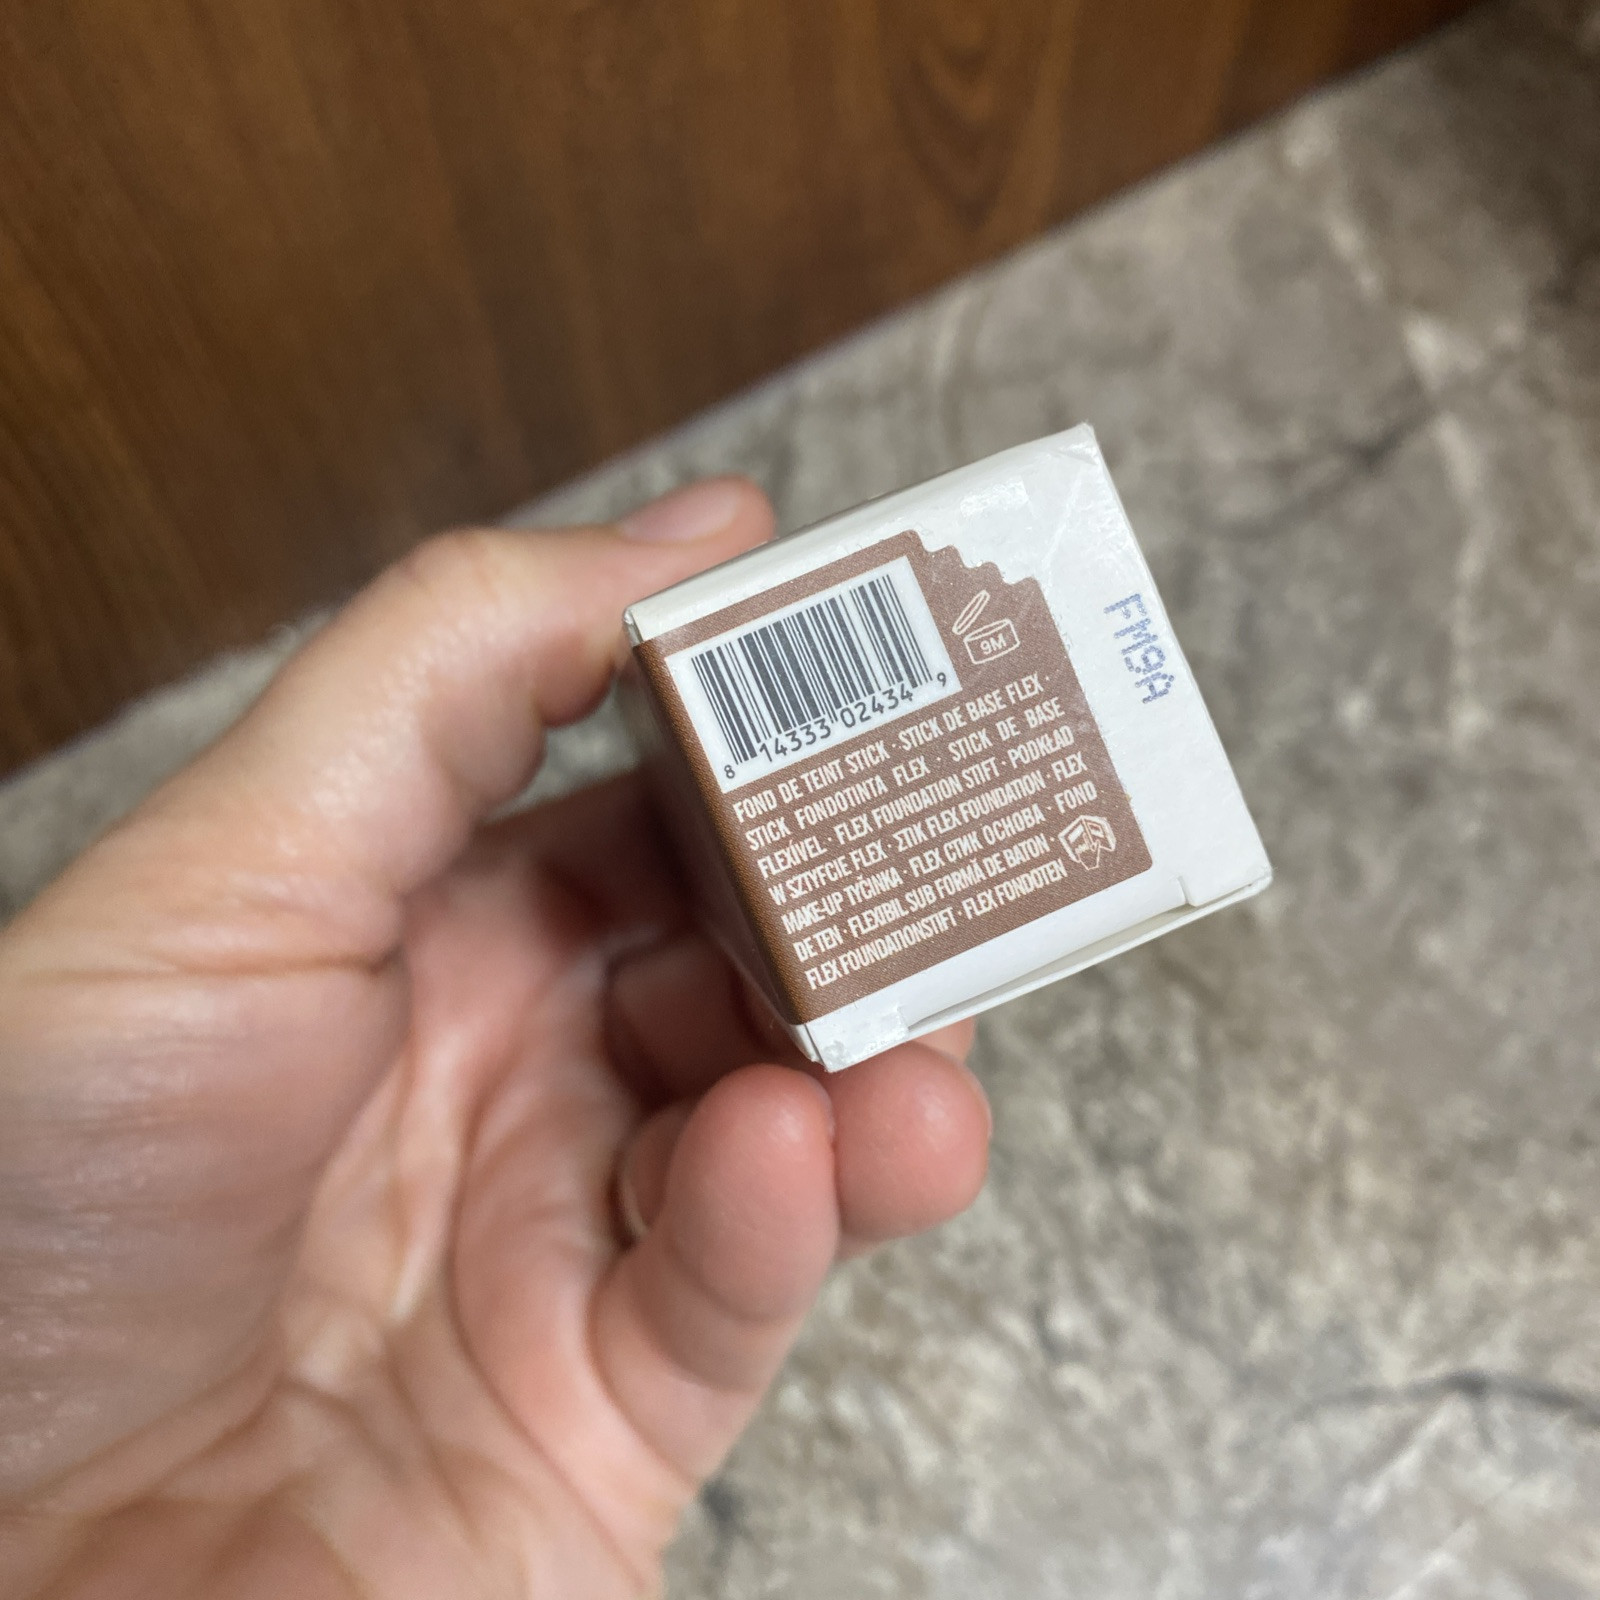 9M
8 14333 02434 9
FOND DE TEINT STICK · STICK DE BASE FLEX ·
STICK FONDOTINTA FLEX · STICK DE BASE
FLEXÍVEL · FLEX FOUNDATION STIFT · PODKŁAD
W SZTYFCIE FLEX · ΣΤΙΚ FLEX FOUNDATION · FLEX
MAKE-UP TYČINKA · FLEX СТИК ОСНОВА · FOND
DE TEN · FLEXIBIL SUB FORMĂ DE BATON ·
FLEX FOUNDATIONSTIFT · FLEX FONDOTEN
FM9A